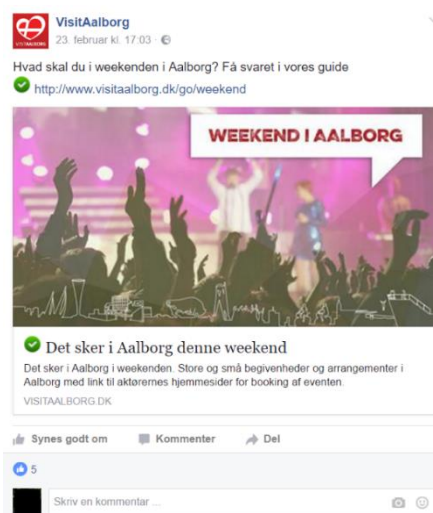 VisitAalborg
23. februar kl. 17:03
Hvad skal du i weekenden i Aalborg? Få svaret i vores guide
http://www.visitaalborg.dk/go/weekend
WEEKEND I AALBORG
Det sker i Aalborg denne weekend
Det sker i Aalborg i weekenden. Store og små begivenheder og arrangementer i
Aalborg med link til aktørernes hjemmesider for booking af eventen.
VISITAALBORG.DK
Synes godt om Kommenter Del
5
Skriv en kommentar ...